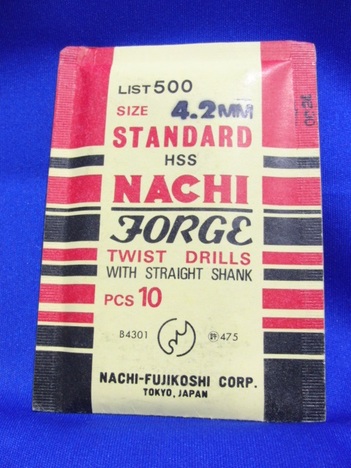 LIST 500
SIZE 4.2MM
STANDARD
HSS
NACHI
FORGE
TWIST DRILLS
WITH STRAIGHT SHANK
PCS 10
B4301 475
NACHI-FUJIKOSHI CORP.
TOKYO, JAPAN